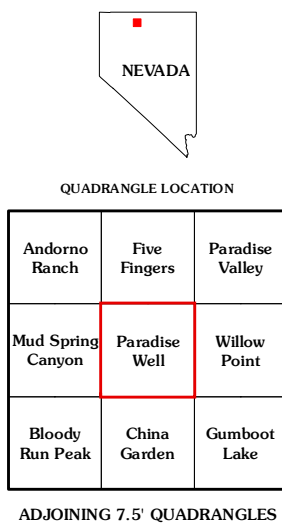 NEVADA
QUADRANGLE LOCATION
Andorno
Ranch
Five
Fingers
Paradise
Valley
Mud Spring
Canyon
Paradise
Well
Willow
Point
Bloody
Run Peak
China
Garden
Gumboot
Lake
ADJOINING 7.5' QUADRANGLES